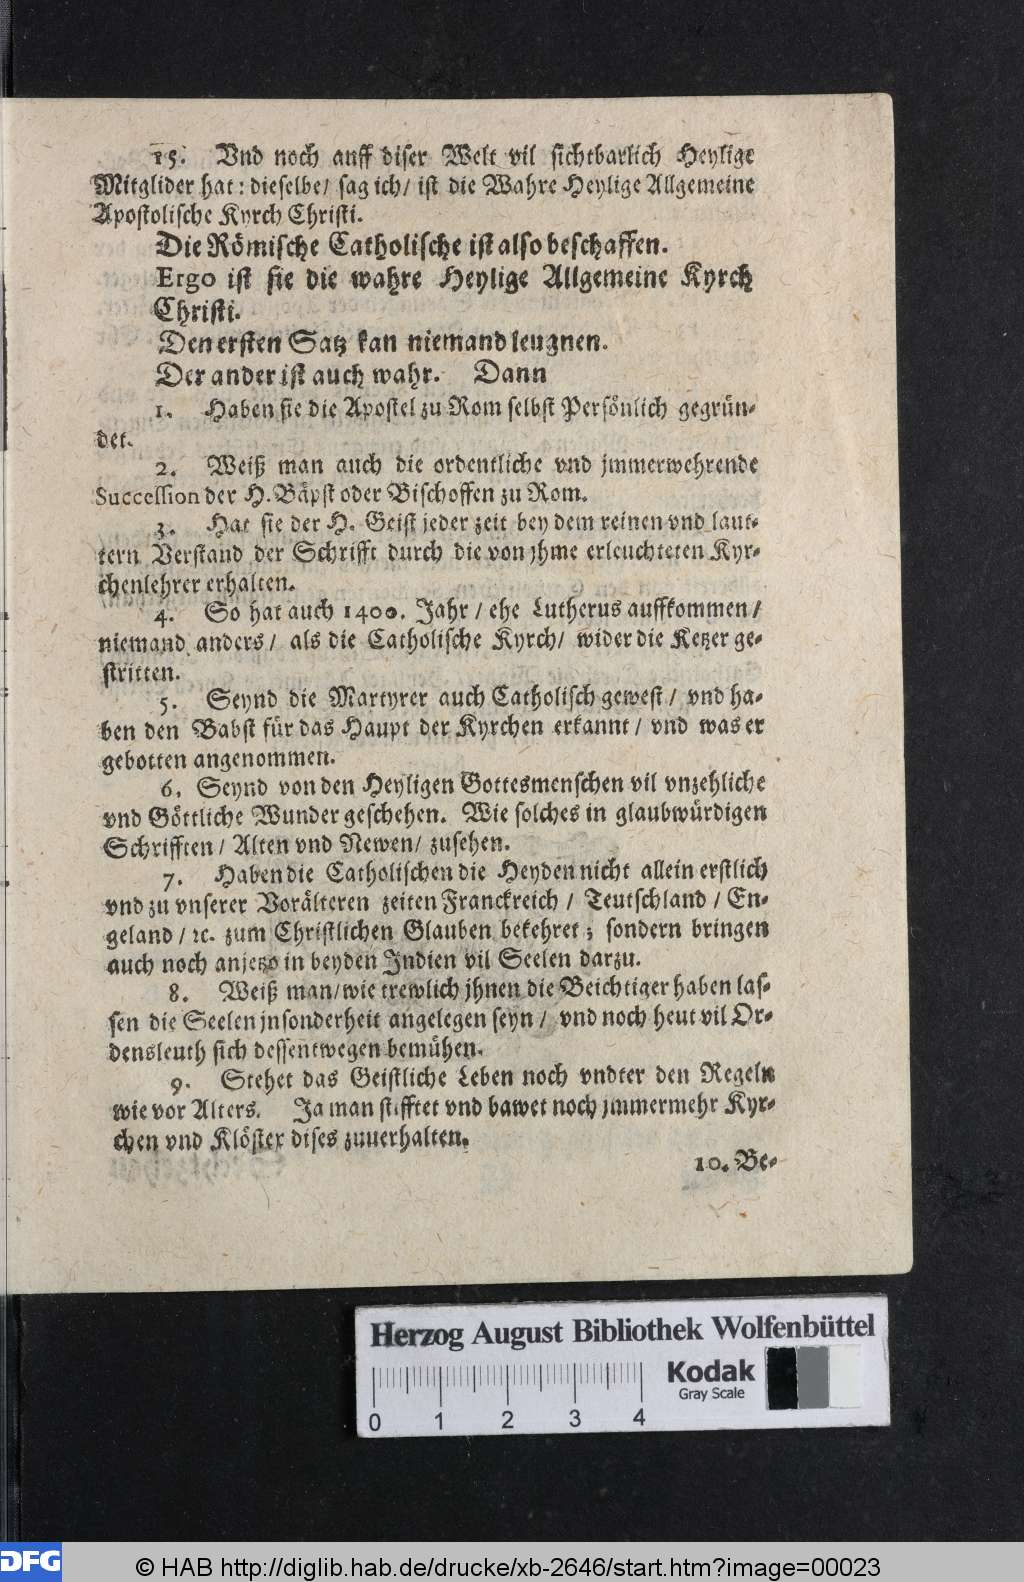 15. Vnd noch auff diser Welt vil sichtbarlich Heylige
Mitglider hat: dieselbe/ sag ich/ ist die Wahre Heylige Allgemeine
Apostolische Kyrch Christi.
Die Römische Catholische ist also beschaffen.
Ergo ist sie die wahre Heylige Allgemeine Kyrch
Christi.
Den ersten Satz kan niemand leugnen.
Der ander ist auch wahr. Dann
1. Haben sie die Apostel zu Rom selbst Persönlich gegrün-
det.
2. Weiß man auch die ordentliche vnd jmmerwehrende
Succession der H. Bäpst oder Bischoffen zu Rom.
3. Hat sie der H. Geist jeder zeit bey dem reinen vnd laut-
tern Verstand der Schrifft durch die von jhme erleuchteten Kyr-
chenlehrer erhalten.
4. So hat auch 1400. Jahr / ehe Lutherus auffkommen /
niemand anders / als die Catholische Kyrch / wider die Ketzer ge-
stritten.
5. Seynd die Martyrer auch Catholisch gewest / vnd ha-
ben den Babst für das Haupt der Kyrchen erkannt / vnd was er
gebotten angenommen.
6. Seynd von den Heyligen Gottesmenschen vil vnzehliche
vnd Göttliche Wunder geschehen. Wie solches in glaubwürdigen
Schrifften / Alten vnd Newen / zusehen.
7. Haben die Catholischen die Heyden nicht allein erstlich
vnd zu vnserer Vorälteren zeiten Franckreich / Teutschland / En-
geland / ꝛc. zum Christlichen Glauben bekehret ; sondern bringen
auch noch anjetzo in beyden Indien vil Seelen darzu.
8. Weiß man / wie trewlich jhnen die Beichtiger haben las-
sen die Seelen jnsonderheit angelegen seyn / vnd noch heut vil Or-
densleuth sich dessentwegen bemühen.
9. Stehet das Geistliche Leben noch vndter den Regeln
wie vor Alters. Ja man stifftet vnd bawet noch jmmermehr Kyr-
chen vnd Klöster dises zuuerhalten.
10. Be-
Herzog August Bibliothek Wolfenbüttel
Kodak
Gray Scale
0 1 2 3 4
DFG
© HAB http://diglib.hab.de/drucke/xb-2646/start.htm?image=00023